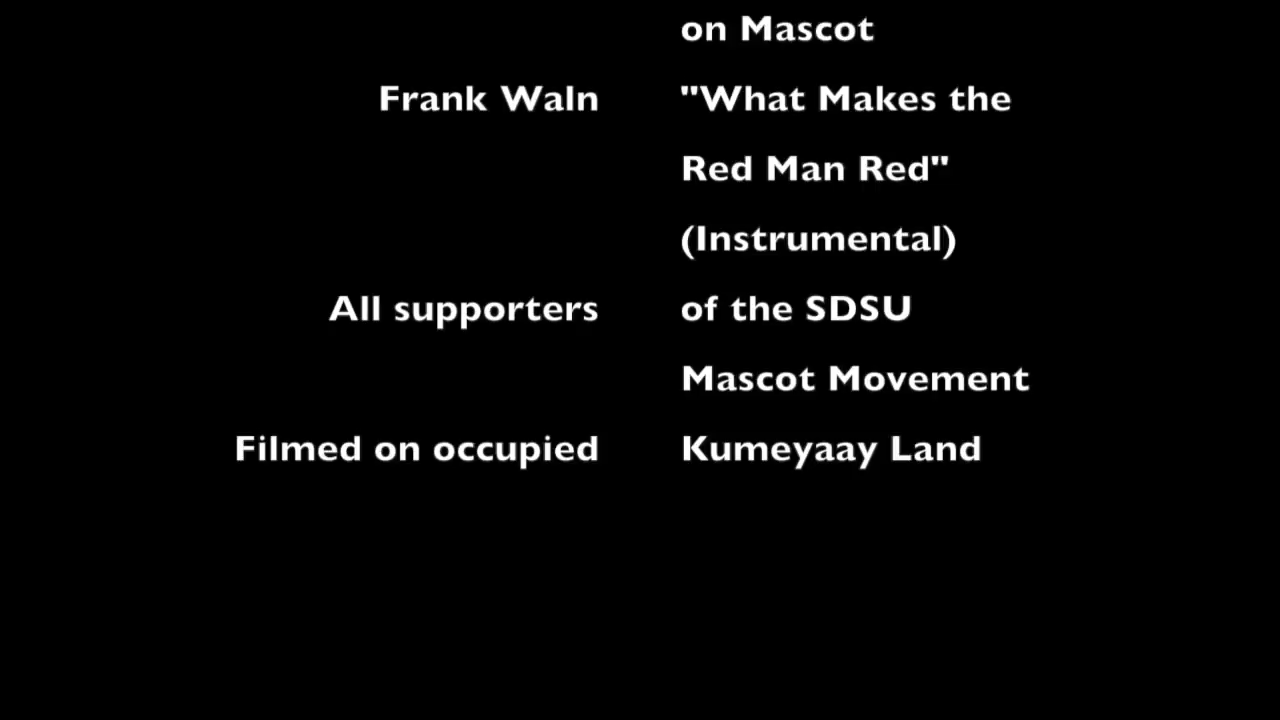 on Mascot
Frank Waln "What Makes the
Red Man Red"
(Instrumental)
All supporters of the SDSU
Mascot Movement
Filmed on occupied Kumeyaay Land